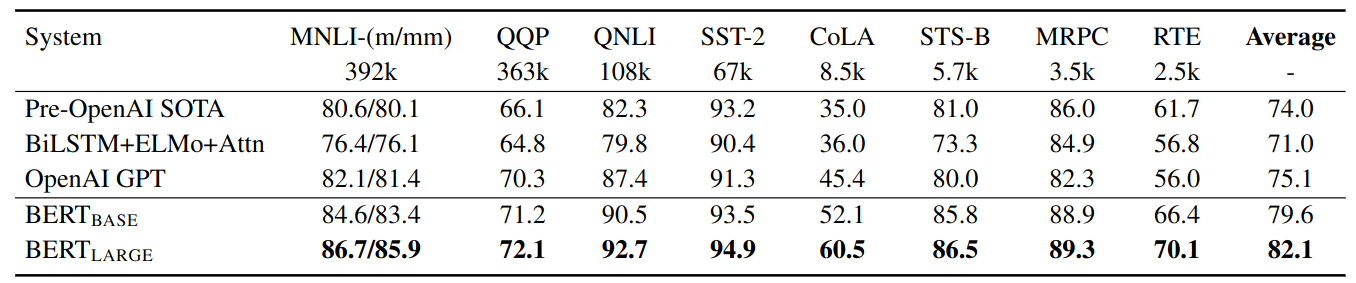 System MNLI-(m/mm) QQP QNLI SST-2 CoLA STS-B MRPC RTE Average
392k 363k 108k 67k 8.5k 5.7k 3.5k 2.5k -
Pre-OpenAI SOTA 80.6/80.1 66.1 82.3 93.2 35.0 81.0 86.0 61.7 74.0
BiLSTM+ELMo+Attn 76.4/76.1 64.8 79.8 90.4 36.0 73.3 84.9 56.8 71.0
OpenAI GPT 82.1/81.4 70.3 87.4 91.3 45.4 80.0 82.3 56.0 75.1
BERTBASE 84.6/83.4 71.2 90.5 93.5 52.1 85.8 88.9 66.4 79.6
BERTLARGE 86.7/85.9 72.1 92.7 94.9 60.5 86.5 89.3 70.1 82.1